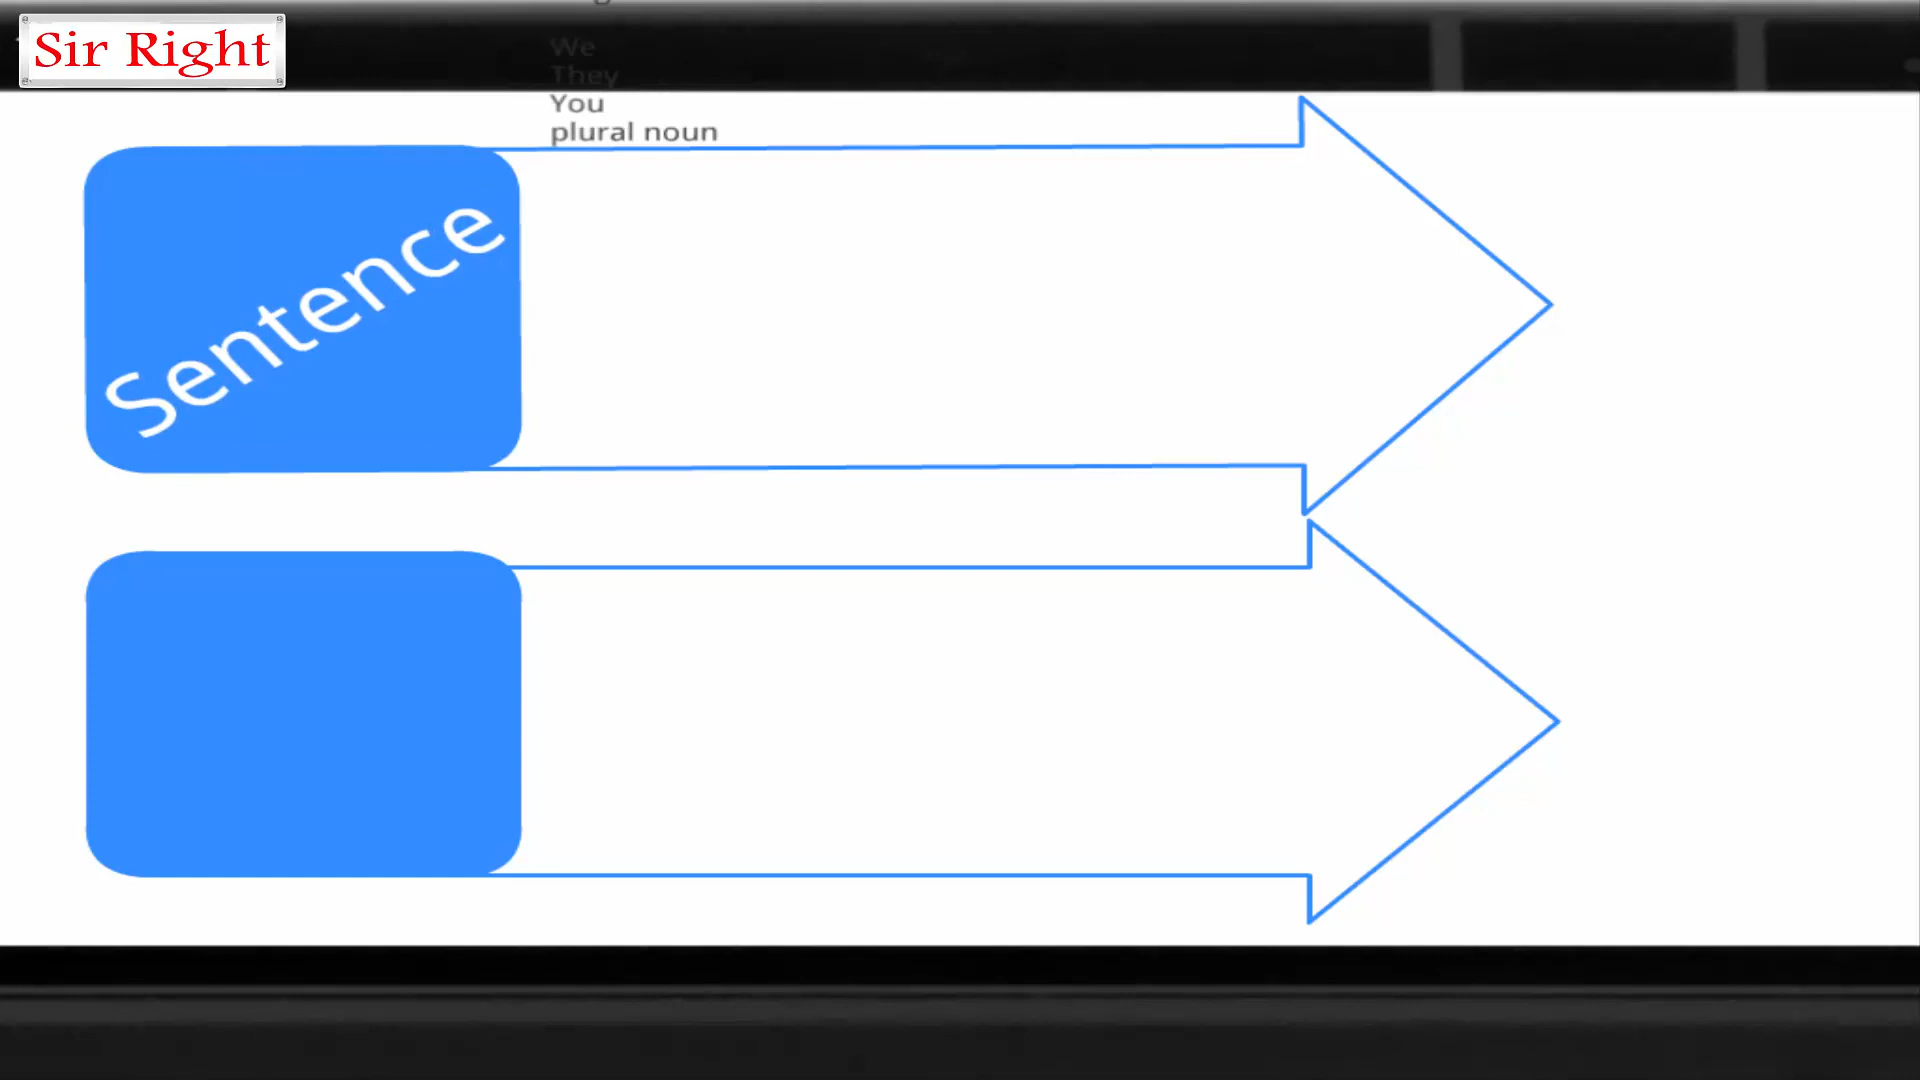 Sir Right
We
They
You
plural noun
Sentence